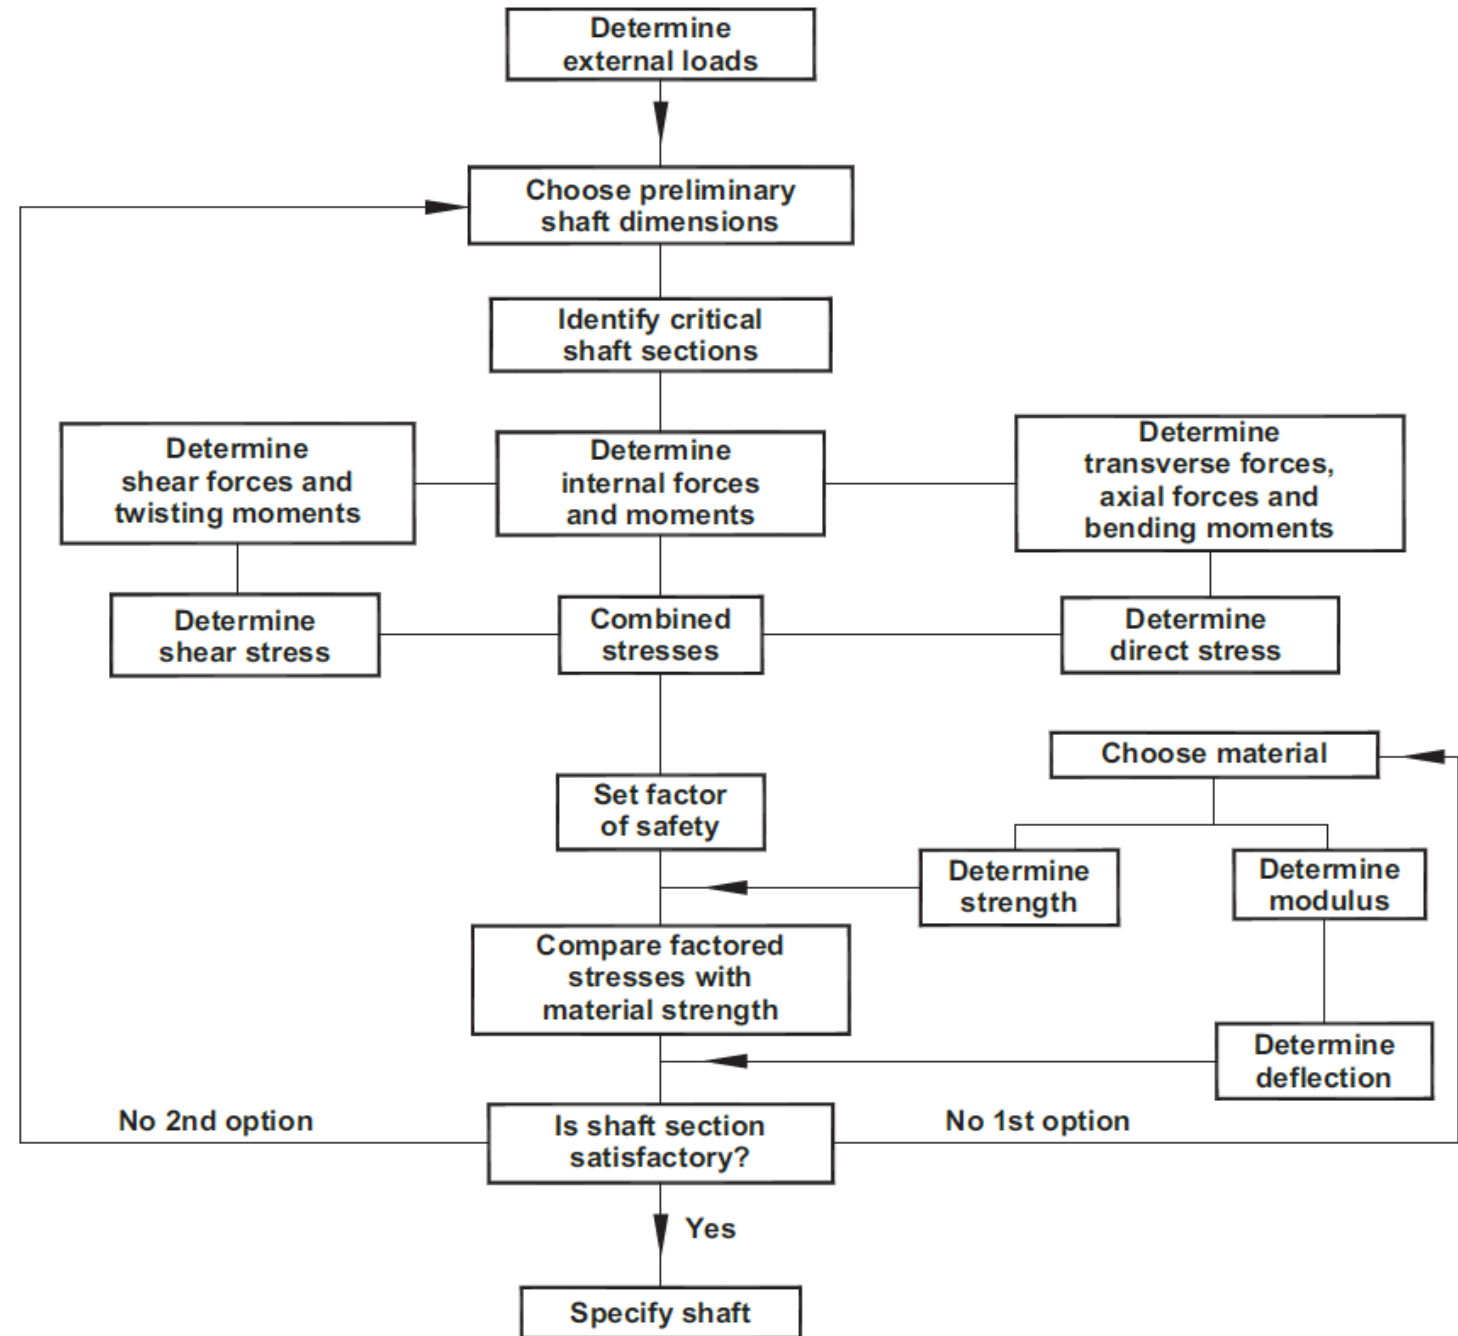 Determine
external loads
Choose preliminary
shaft dimensions
Identify critical
shaft sections
Determine
shear forces and
twisting moments
Determine
internal forces
and moments
Determine
transverse forces,
axial forces and
bending moments
Determine
shear stress
Combined
stresses
Determine
direct stress
Choose material
Set factor
of safety
Determine
strength
Determine
modulus
Compare factored
stresses with
material strength
Determine
deflection
No 2nd option
Is shaft section
satisfactory?
No 1st option
Yes
Specify shaft